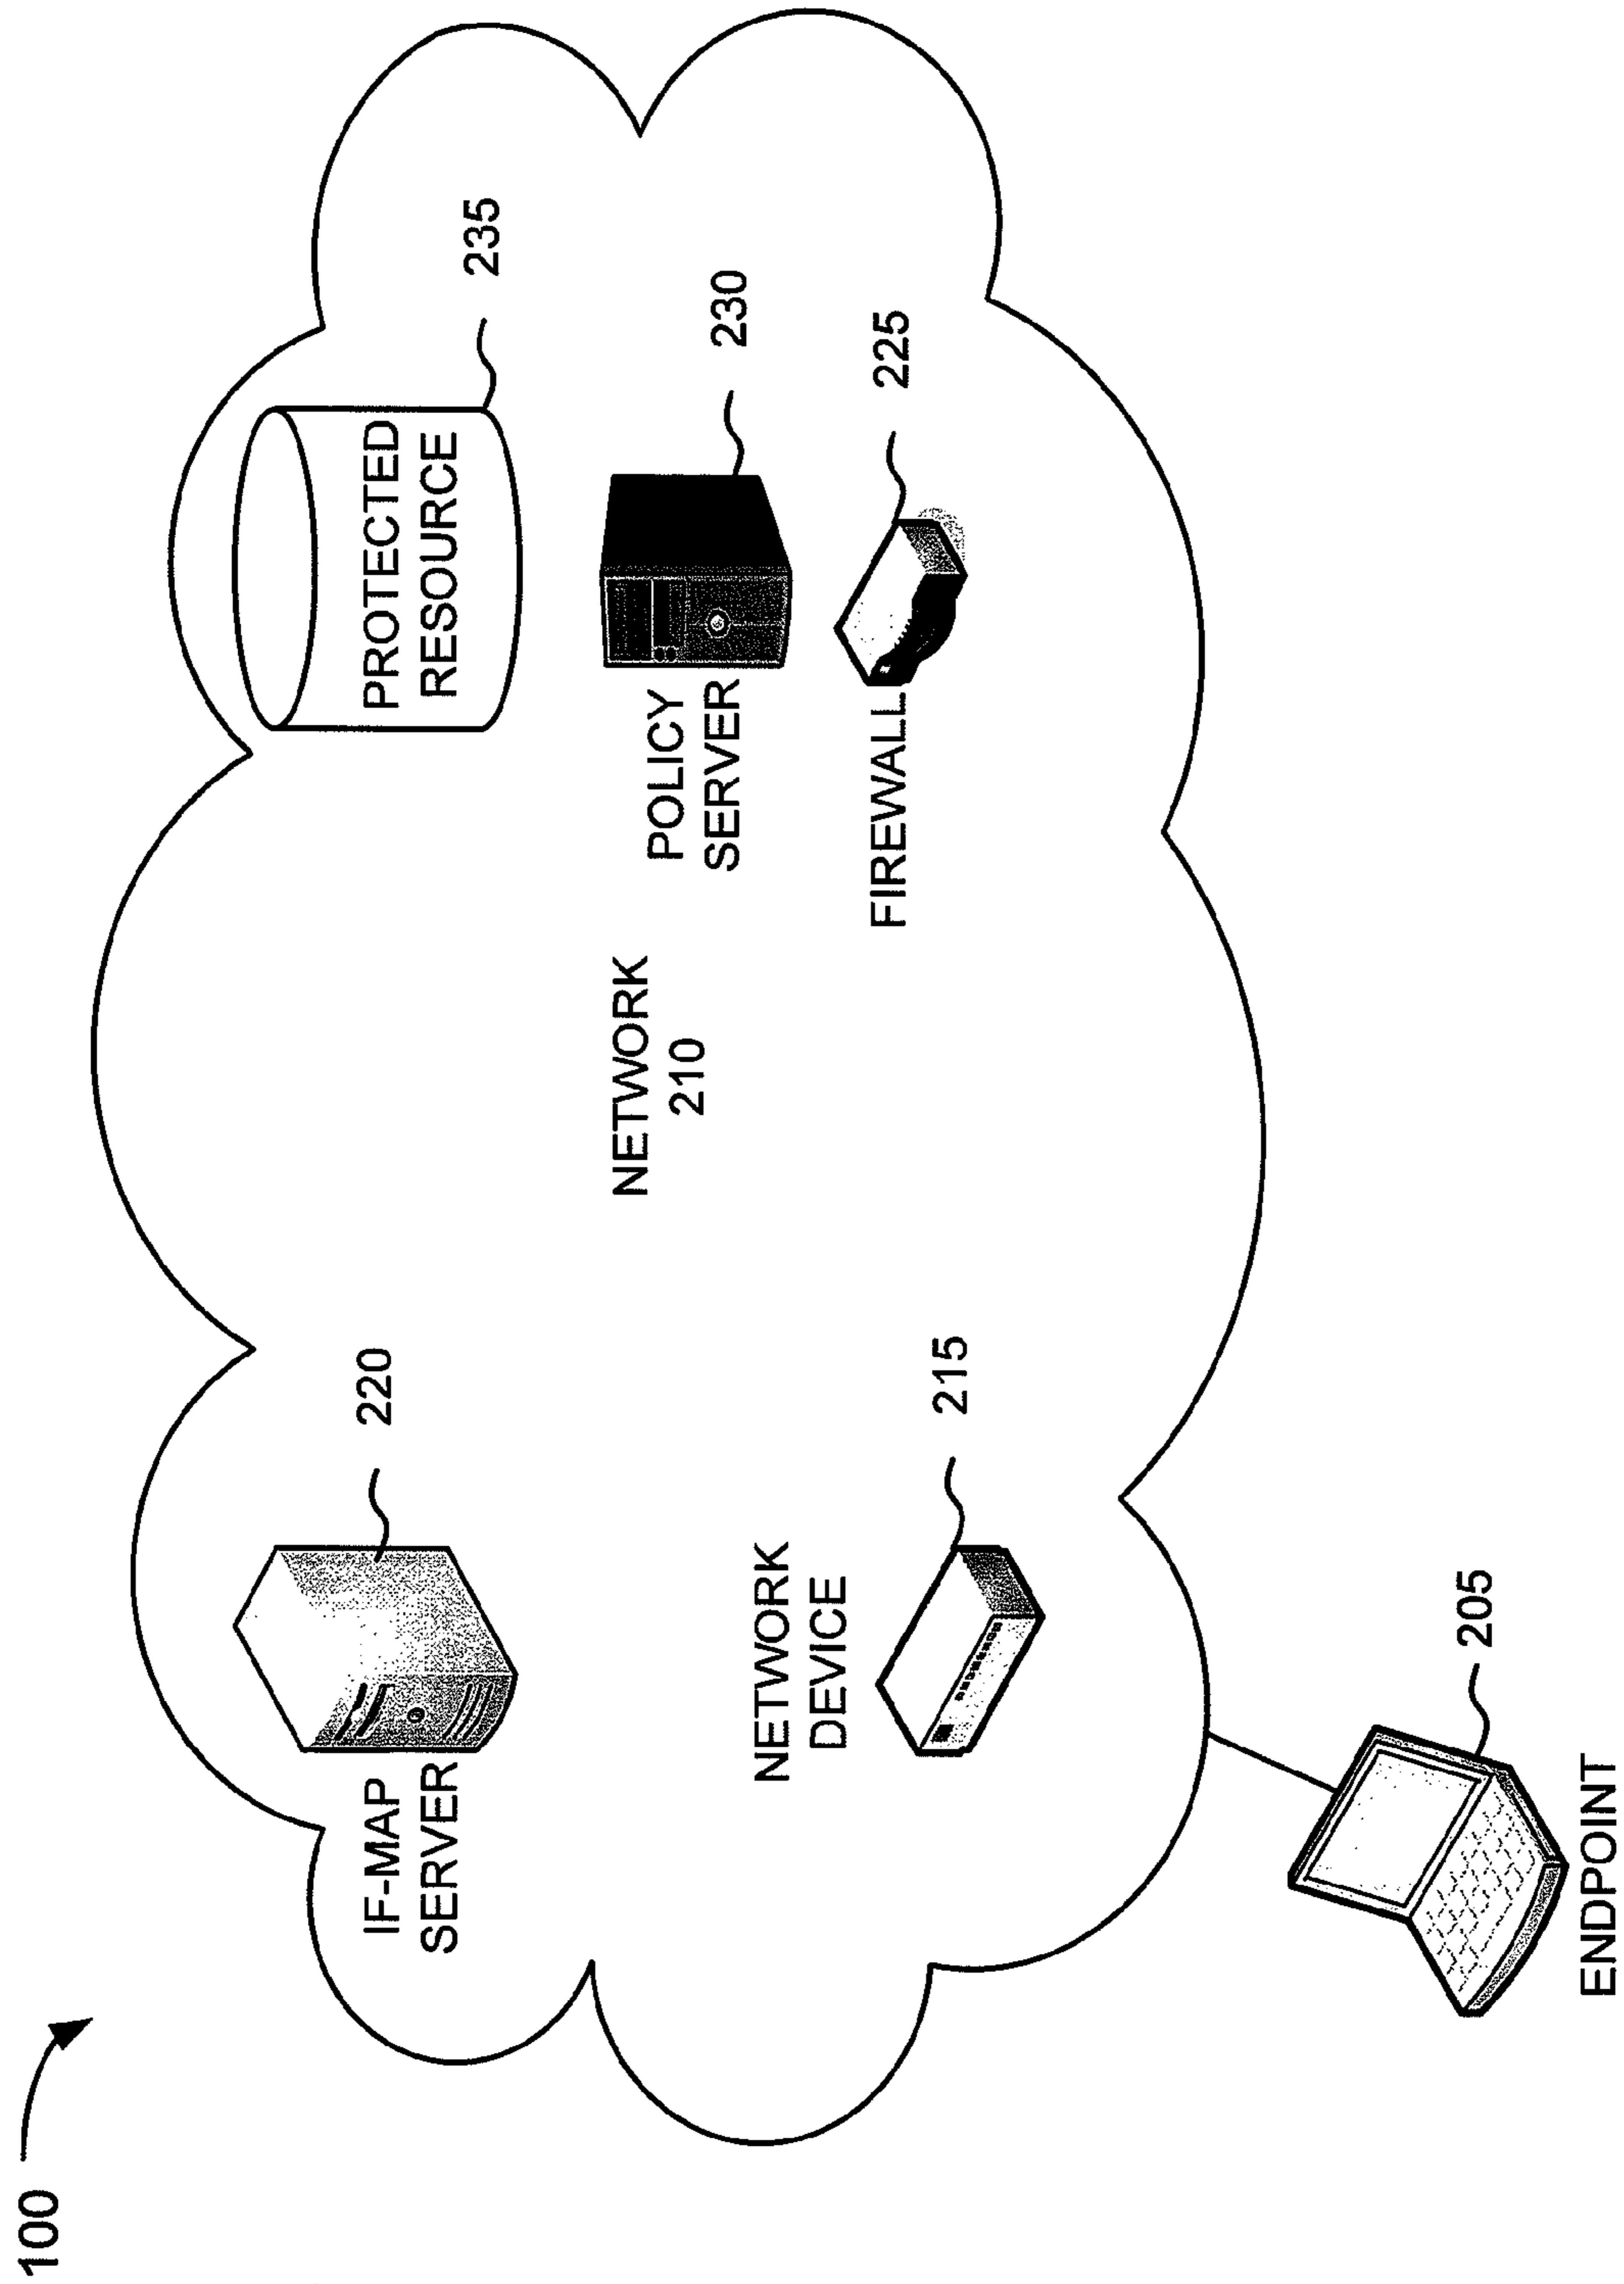 100
IF-MAP
SERVER
220
PROTECTED
RESOURCE
235
NETWORK
210
POLICY
SERVER
230
NETWORK
DEVICE
215
FIREWALL
225
205
ENDPOINT